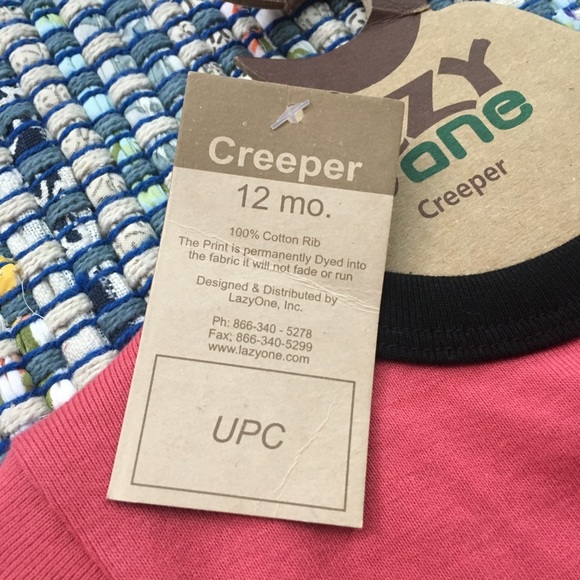 Creeper
12 mo.
100% Cotton Rib
The Print is permanently Dyed into
the fabric it will not fade or run
Designed & Distributed by
LazyOne, Inc.
Ph: 866-340 - 5278
Fax: 866-340-5299
www.lazyone.com
UPC
ZY
one
Creeper